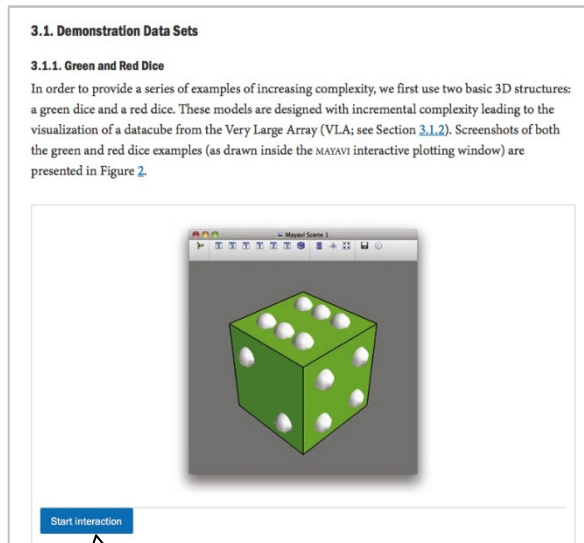 3.1. Demonstration Data Sets
3.1.1. Green and Red Dice
In order to provide a series of examples of increasing complexity, we first use two basic 3D structures:
a green dice and a red dice. These models are designed with incremental complexity leading to the
visualization of a datacube from the Very Large Array (VLA; see Section 3.1.2). Screenshots of both
the green and red dice examples (as drawn inside the MAYAVI interactive plotting window) are
presented in Figure 2.
Mayavi Scene 1
Start interaction